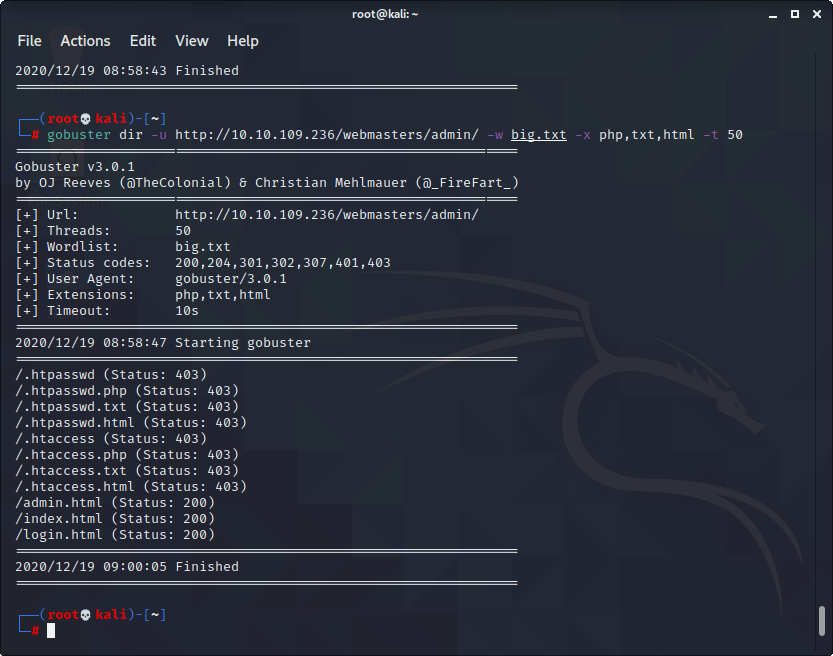 root@kali: ~
File Actions Edit View Help
2020/12/19 08:58:43 Finished
===============================================================
┌──(root💀kali)-[~]
└─# gobuster dir -u http://10.10.109.236/webmasters/admin/ -w big.txt -x php,txt,html -t 50
===============================================================
Gobuster v3.0.1
by OJ Reeves (@TheColonial) & Christian Mehlmauer (@_FireFart_)
===============================================================
[+] Url:            http://10.10.109.236/webmasters/admin/
[+] Threads:        50
[+] Wordlist:       big.txt
[+] Status codes:   200,204,301,302,307,401,403
[+] User Agent:     gobuster/3.0.1
[+] Extensions:     php,txt,html
[+] Timeout:        10s
===============================================================
2020/12/19 08:58:47 Starting gobuster
===============================================================
/.htpasswd (Status: 403)
/.htpasswd.php (Status: 403)
/.htpasswd.txt (Status: 403)
/.htpasswd.html (Status: 403)
/.htaccess (Status: 403)
/.htaccess.php (Status: 403)
/.htaccess.txt (Status: 403)
/.htaccess.html (Status: 403)
/admin.html (Status: 200)
/index.html (Status: 200)
/login.html (Status: 200)
===============================================================
2020/12/19 09:00:05 Finished
===============================================================
┌──(root💀kali)-[~]
└─#